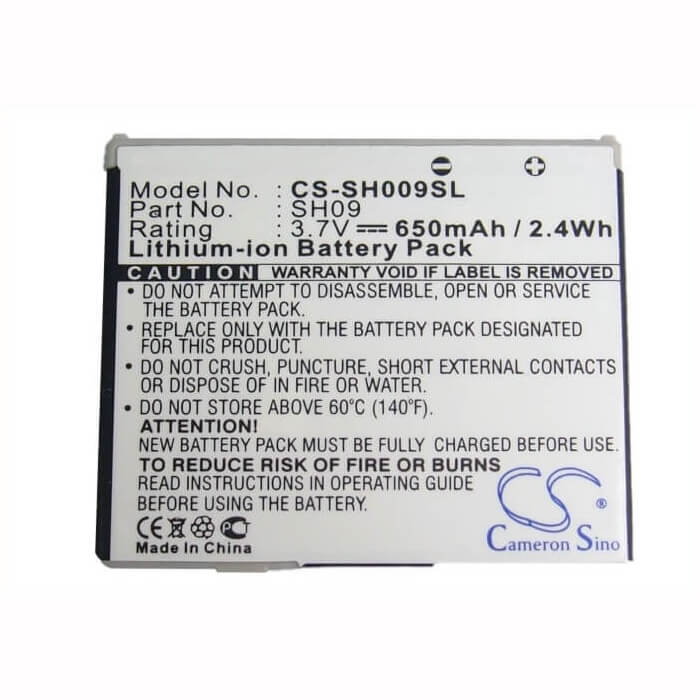 Model No. : CS-SH009SL
Part No. : SH09
Rating : 3.7V 650mAh / 2.4Wh
Lithium-ion Battery Pack
CAUTION WARRANTY VOID IF LABEL IS REMOVED
• DO NOT ATTEMPT TO DISASSEMBLE, OPEN OR SERVICE
THE BATTERY PACK.
• REPLACE ONLY WITH THE BATTERY PACK DESIGNATED
FOR THIS EQUIPMENT.
• DO NOT CRUSH, PUNCTURE, SHORT EXTERNAL CONTACTS
OR DISPOSE OF IN FIRE OR WATER.
• DO NOT STORE ABOVE 60°C (140°F).
ATTENTION:
NEW BATTERY PACK MUST BE FULLY CHARGED BEFORE USE.
TO REDUCE RISK OF FIRE OR BURNS
READ INSTRUCTIONS IN OPERATING GUIDE
BEFORE USING THE BATTERY.
CS ®
Cameron Sino
Made In China